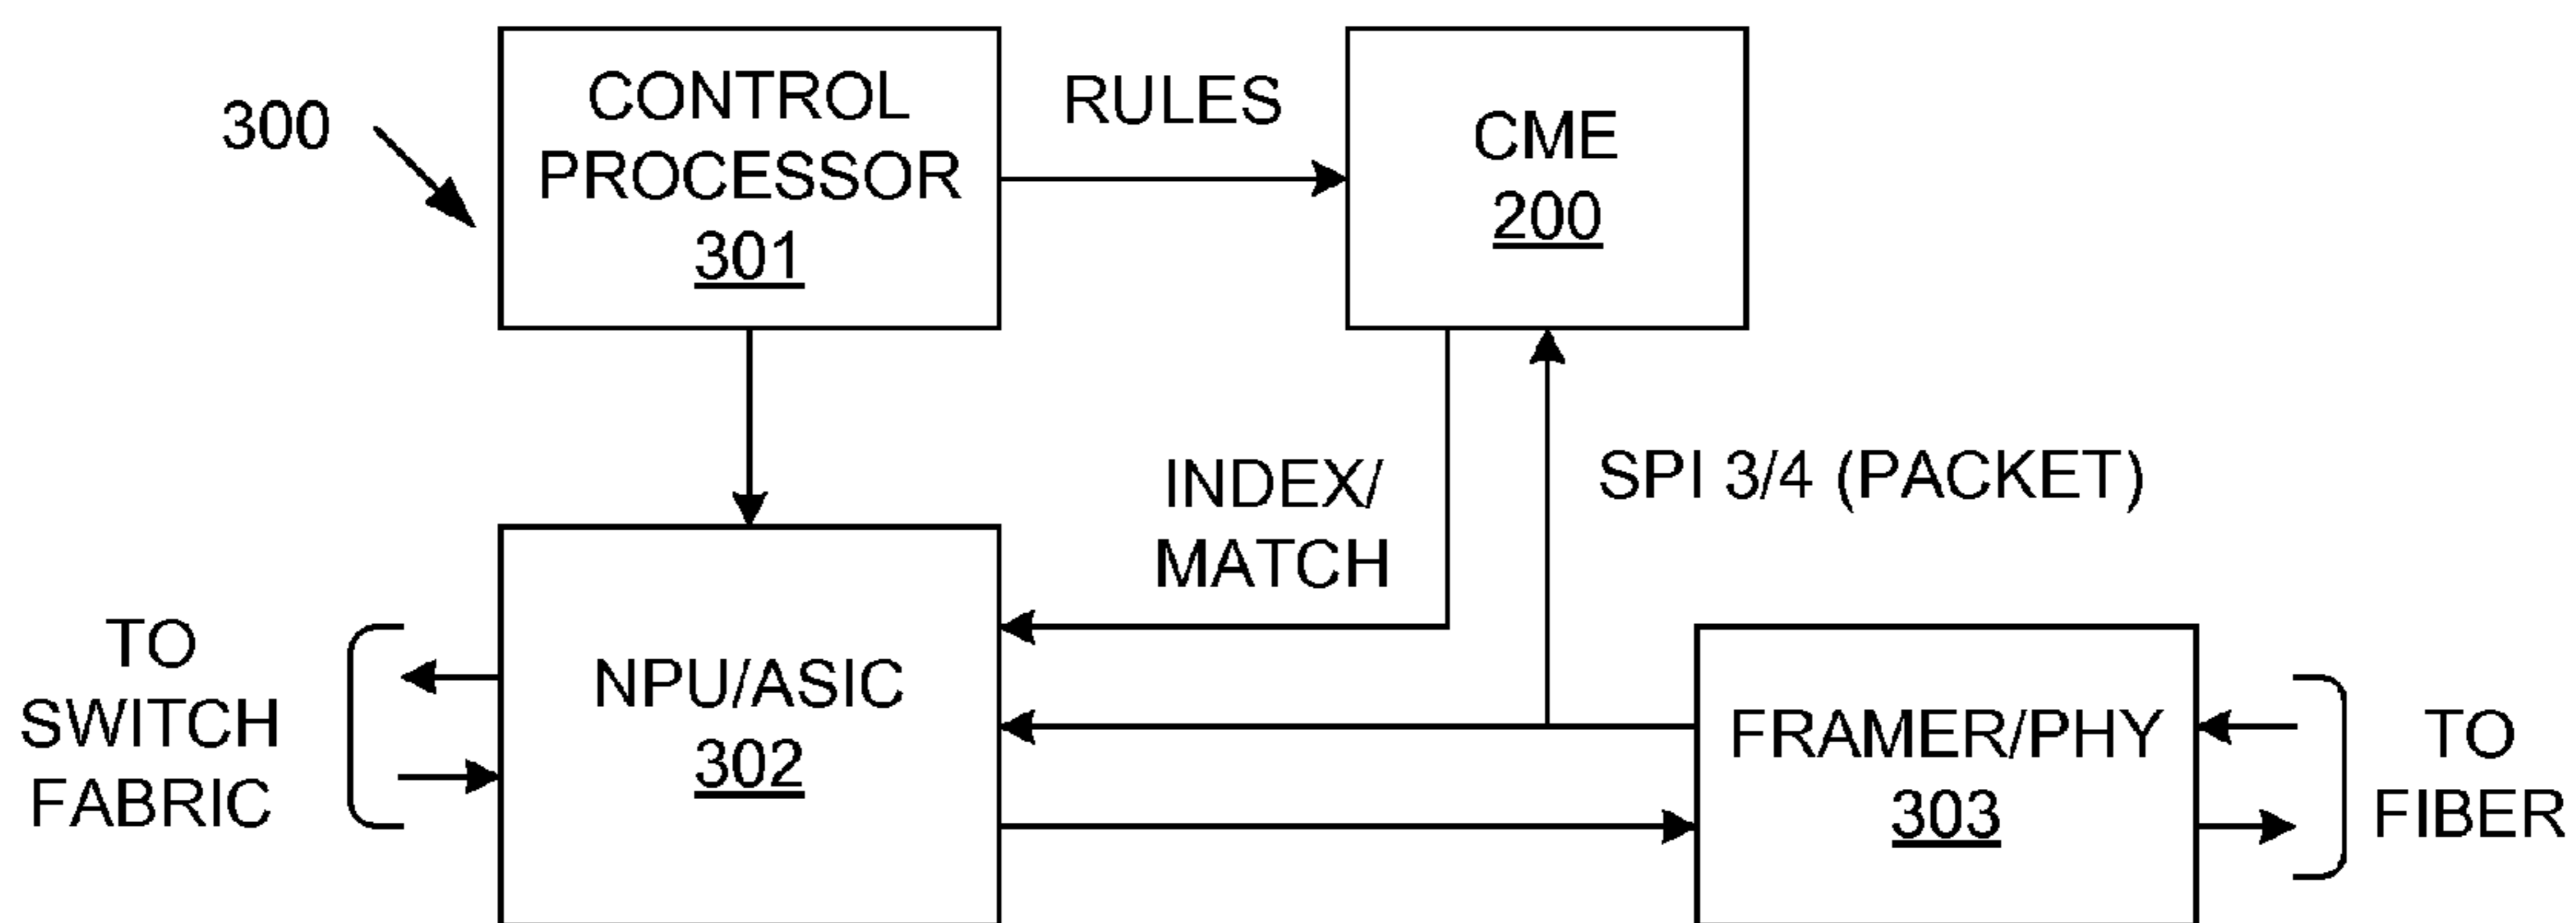 300
CONTROL
PROCESSOR
301
RULES
CME
200
INDEX/
MATCH
SPI 3/4 (PACKET)
TO
SWITCH
FABRIC
NPU/ASIC
302
FRAMER/PHY
303
TO
FIBER